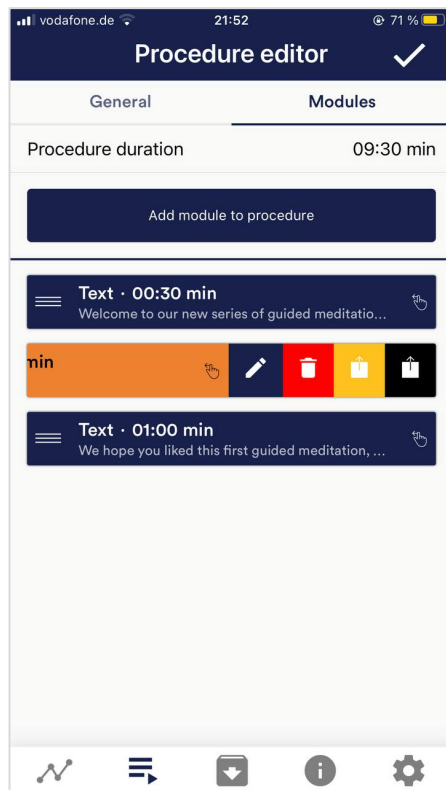 vodafone.de 21:52 71 %
Procedure editor
General Modules
Procedure duration 09:30 min
Add module to procedure
Text · 00:30 min
Welcome to our new series of guided meditatio...
min
Text · 01:00 min
We hope you liked this first guided meditation, ...